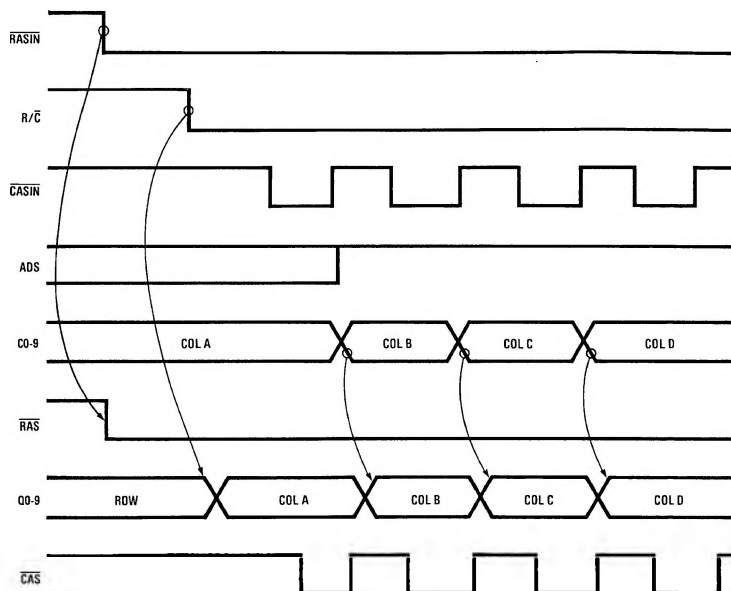 RASIN
R/C̅
CASIN
ADS
C0-9 COL A COL B COL C COL D
RAS
Q0-9 ROW COL A COL B COL C COL D
CAS